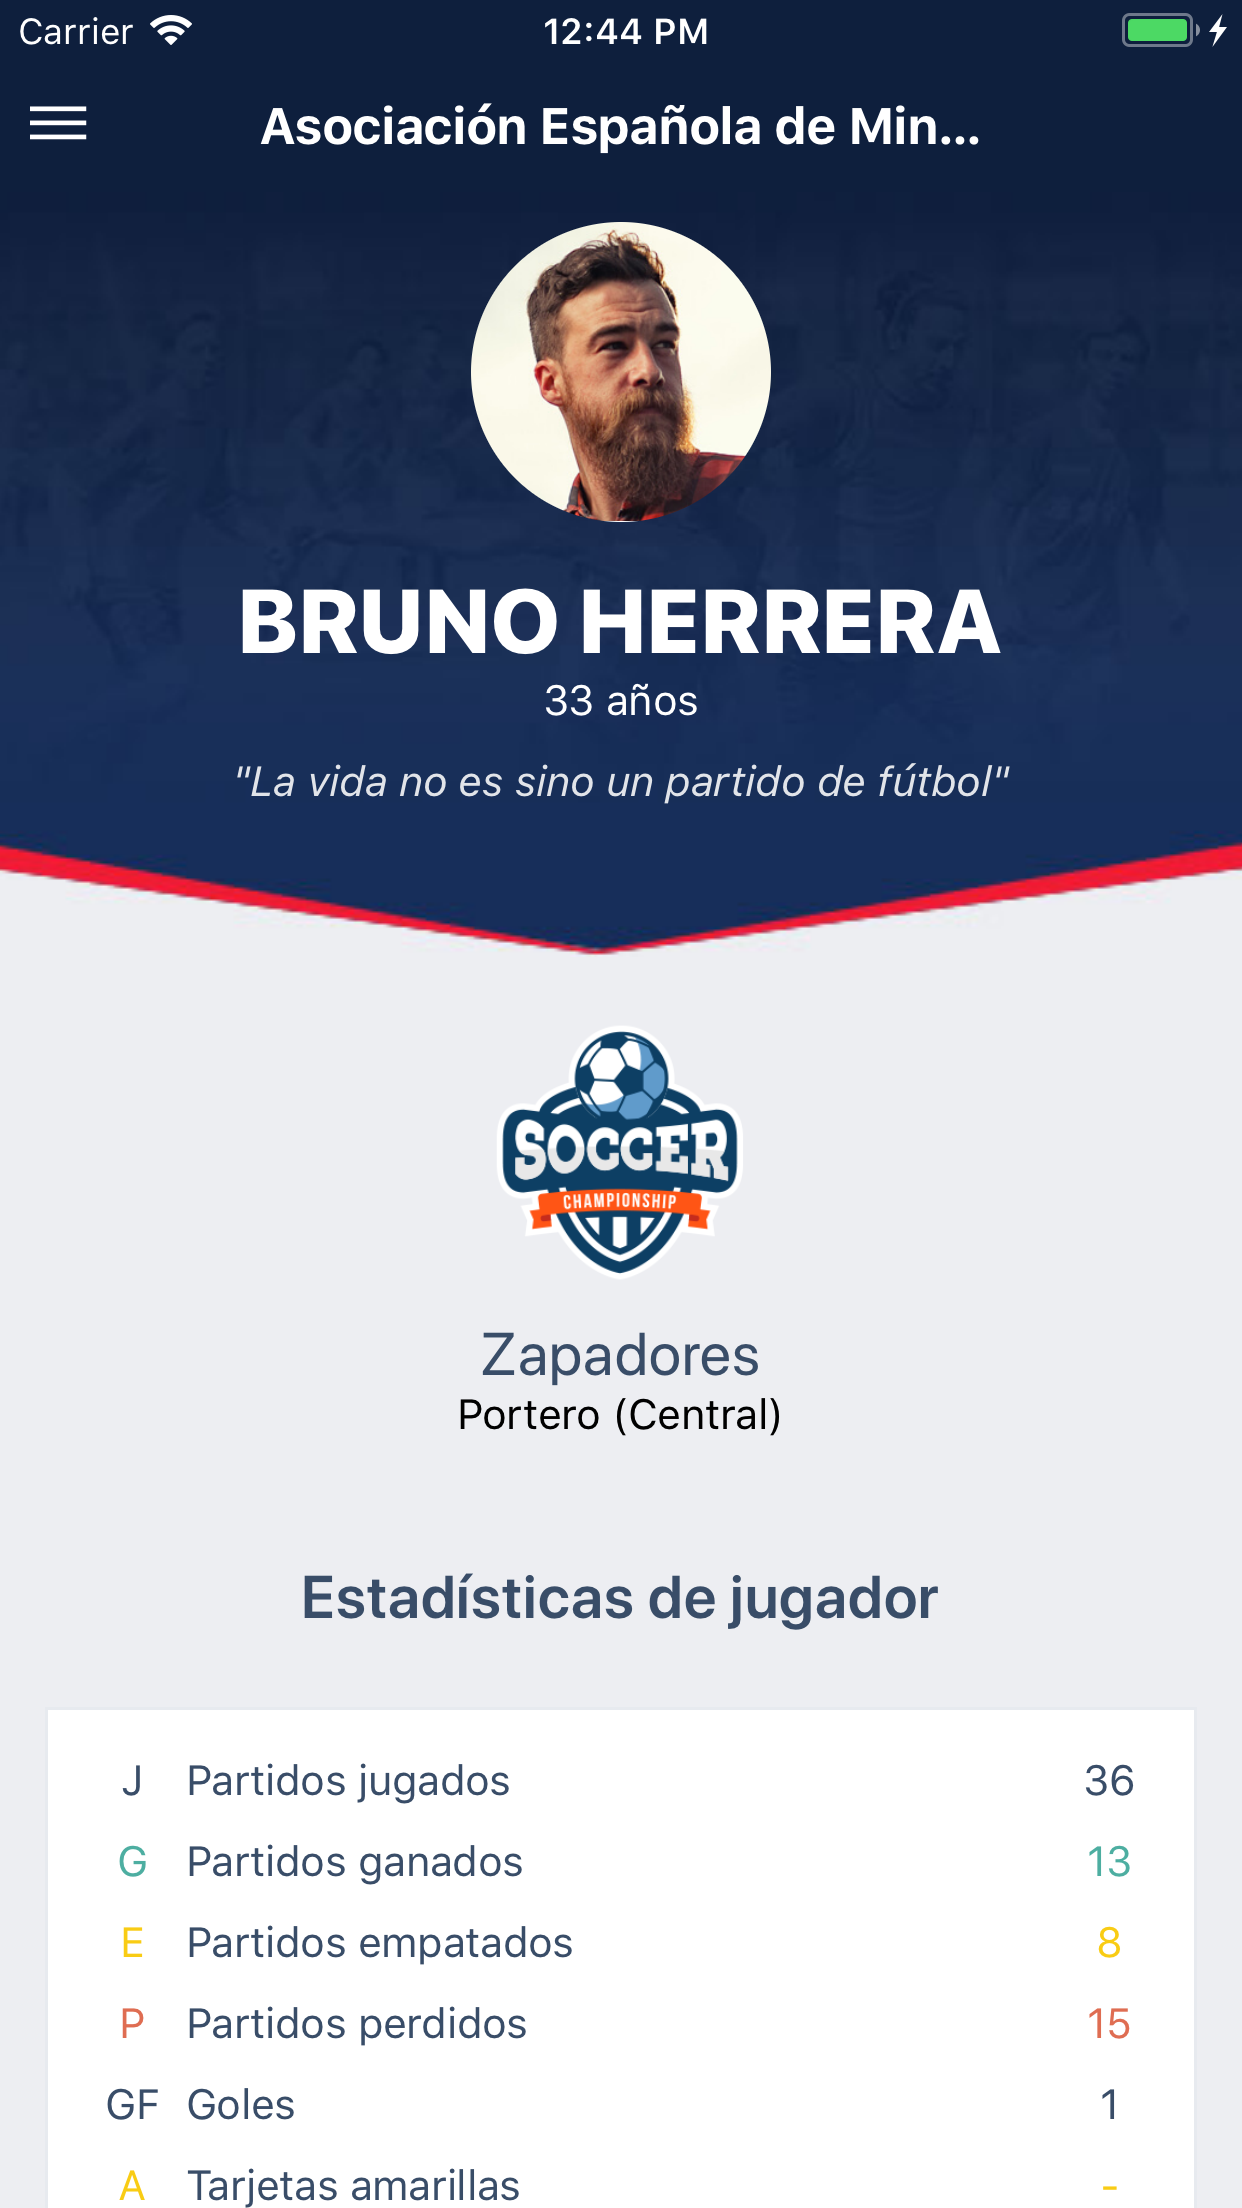 Carrier 12:44 PM
Asociación Española de Min...
BRUNO HERRERA
33 años
"La vida no es sino un partido de fútbol"
SOCCER
CHAMPIONSHIP
Zapadores
Portero (Central)
Estadísticas de jugador
J Partidos jugados 36
G Partidos ganados 13
E Partidos empatados 8
P Partidos perdidos 15
GF Goles 1
A Tarjetas amarillas -